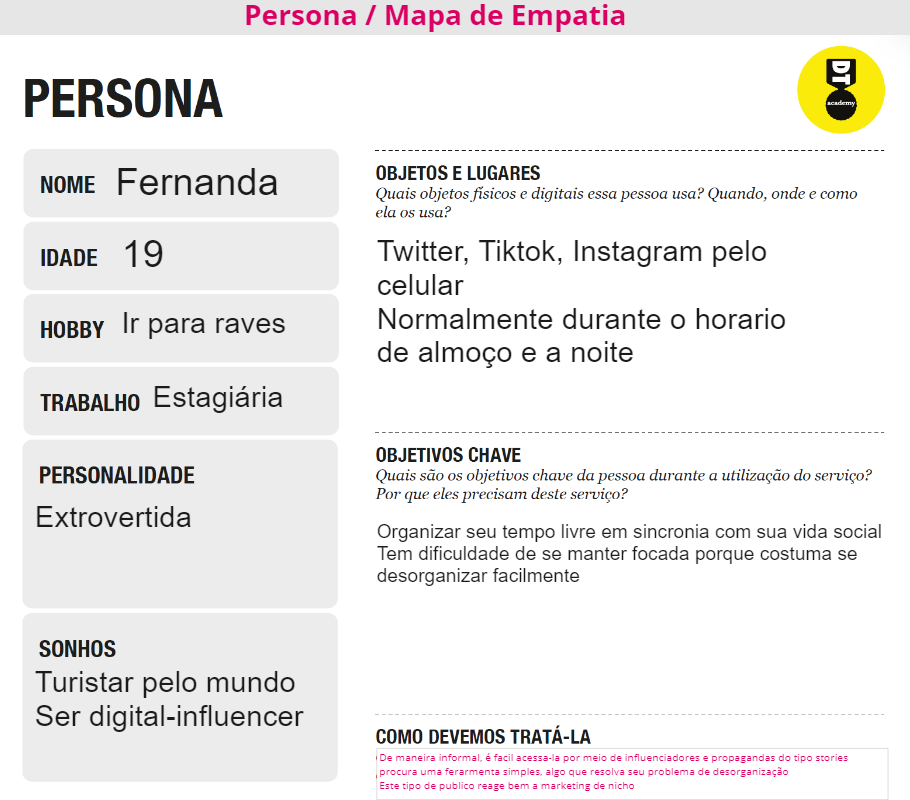 Persona / Mapa de Empatia
PERSONA
DT
academy
NOME Fernanda
IDADE 19
HOBBY Ir para raves
TRABALHO Estagiária
PERSONALIDADE
Extrovertida
SONHOS
Turistar pelo mundo
Ser digital-influencer
OBJETOS E LUGARES
Quais objetos físicos e digitais essa pessoa usa? Quando, onde e como
ela os usa?
Twitter, Tiktok, Instagram pelo
celular
Normalmente durante o horario
de almoço e a noite
OBJETIVOS CHAVE
Quais são os objetivos chave da pessoa durante a utilização do serviço?
Por que eles precisam deste serviço?
Organizar seu tempo livre em sincronia com sua vida social
Tem dificuldade de se manter focada porque costuma se
desorganizar facilmente
COMO DEVEMOS TRATÁ-LA
De maneira informal, é facil acessa-la por meio de influenciadores e propagandas do tipo stories
procura uma ferarmenta simples, algo que resolva seu problema de desorganização
Este tipo de publico reage bem a marketing de nicho